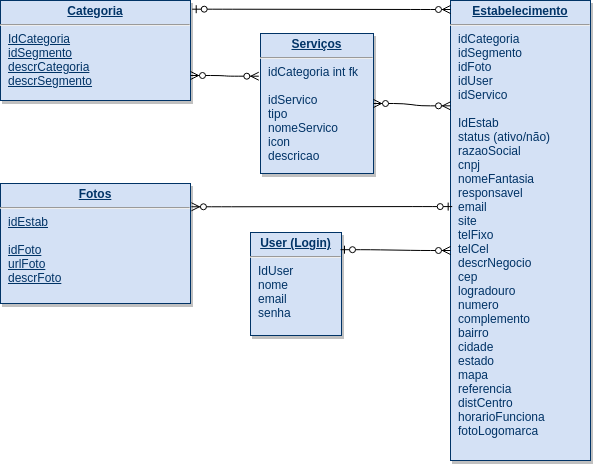 Categoria
IdCategoria
idSegmento
descrCategoria
descrSegmento
Serviços
idCategoria int fk
idServico
tipo
nomeServico
icon
descricao
Fotos
idEstab
idFoto
urlFoto
descrFoto
User (Login)
IdUser
nome
email
senha
Estabelecimento
idCategoria
idSegmento
idFoto
idUser
idServico
IdEstab
status (ativo/não)
razaoSocial
cnpj
nomeFantasia
responsavel
email
site
telFixo
telCel
descrNegocio
cep
logradouro
numero
complemento
bairro
cidade
estado
mapa
referencia
distCentro
horarioFunciona
fotoLogomarca